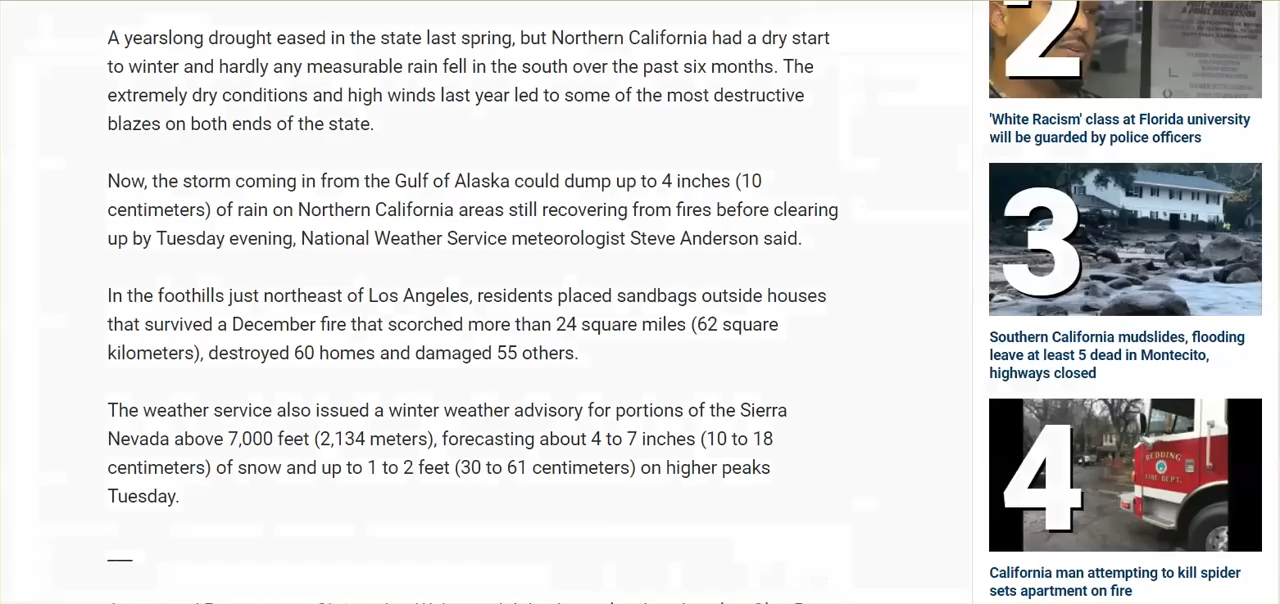 A yearslong drought eased in the state last spring, but Northern California had a dry start
to winter and hardly any measurable rain fell in the south over the past six months. The
extremely dry conditions and high winds last year led to some of the most destructive
blazes on both ends of the state.
Now, the storm coming in from the Gulf of Alaska could dump up to 4 inches (10
centimeters) of rain on Northern California areas still recovering from fires before clearing
up by Tuesday evening, National Weather Service meteorologist Steve Anderson said.
In the foothills just northeast of Los Angeles, residents placed sandbags outside houses
that survived a December fire that scorched more than 24 square miles (62 square
kilometers), destroyed 60 homes and damaged 55 others.
The weather service also issued a winter weather advisory for portions of the Sierra
Nevada above 7,000 feet (2,134 meters), forecasting about 4 to 7 inches (10 to 18
centimeters) of snow and up to 1 to 2 feet (30 to 61 centimeters) on higher peaks
Tuesday.
2
'White Racism' class at Florida university
will be guarded by police officers
3
Southern California mudslides, flooding
leave at least 5 dead in Montecito,
highways closed
4
REDDING
FIRE DEPT.
California man attempting to kill spider
sets apartment on fire